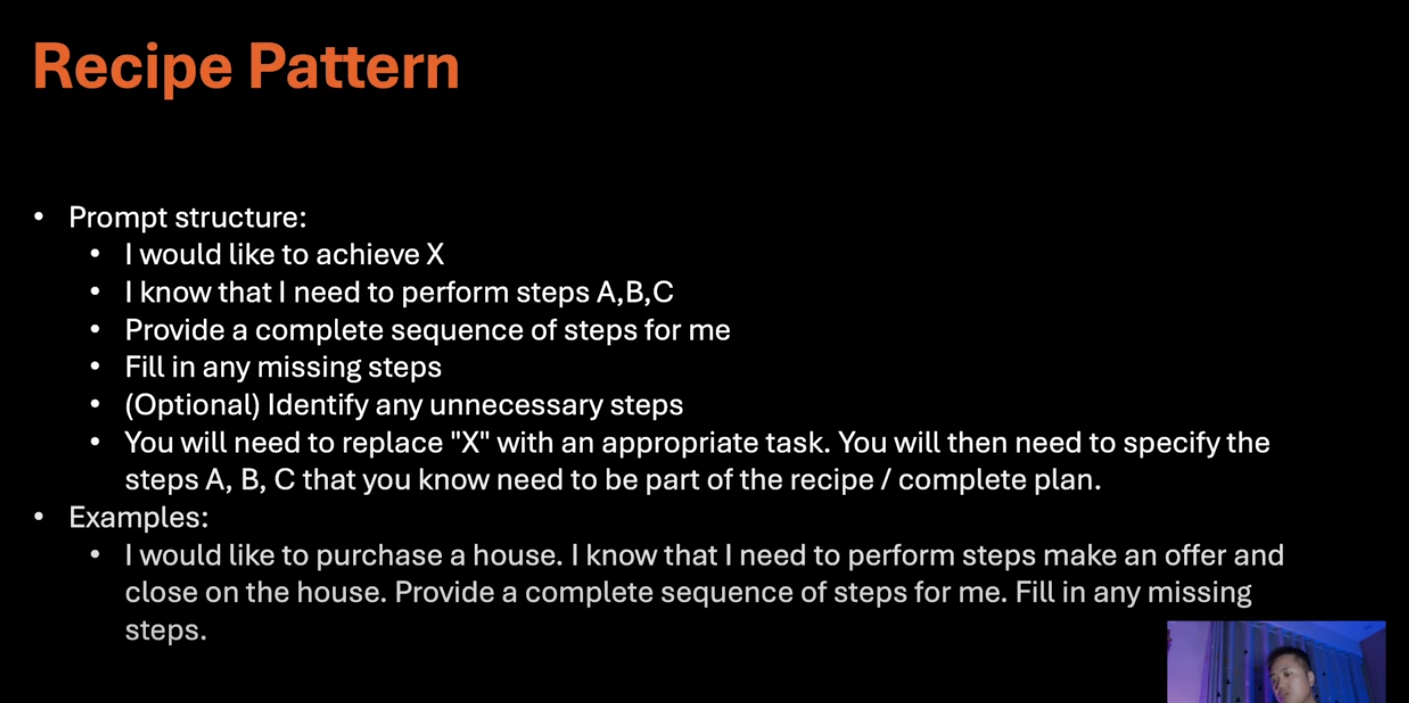 Recipe Pattern
• Prompt structure:
• I would like to achieve X
• I know that I need to perform steps A,B,C
• Provide a complete sequence of steps for me
• Fill in any missing steps
• (Optional) Identify any unnecessary steps
• You will need to replace "X" with an appropriate task. You will then need to specify the
steps A, B, C that you know need to be part of the recipe / complete plan.
• Examples:
• I would like to purchase a house. I know that I need to perform steps make an offer and
close on the house. Provide a complete sequence of steps for me. Fill in any missing
steps.